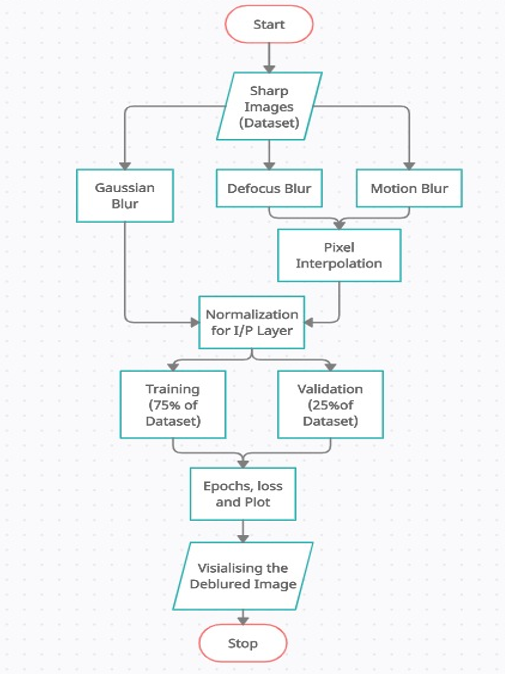 Start
Sharp
Images
(Dataset)
Gaussian
Blur
Defocus Blur
Motion Blur
Pixel
Interpolation
Normalization
for I/P Layer
Training
(75% of
Dataset)
Validation
(25%of
Dataset)
Epochs, loss
and Plot
Visialising the
Deblured Image
Stop